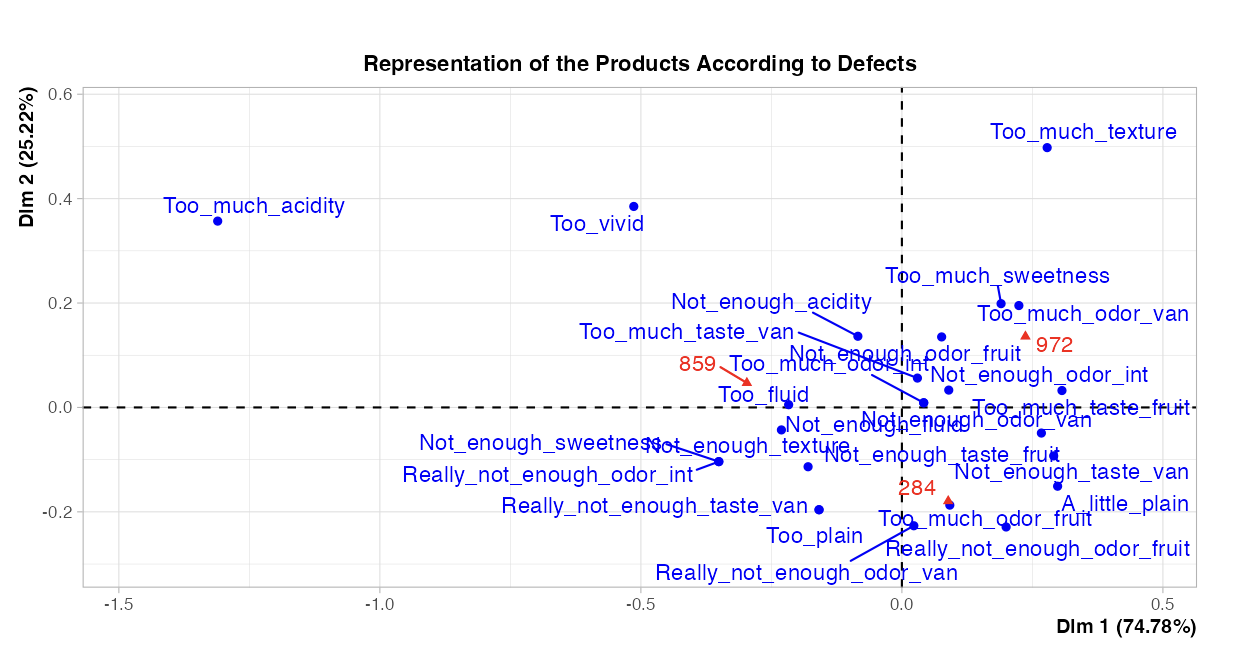 Representation of the Products According to Defects
DIm 2 (25.22%)
0.6
0.4
0.2
0.0
-0.2
Too_much_texture
Too_much_acidity
Too_vivid
Too_much_sweetness
Not_enough_acidity
Too_much_odor_van
Too_much_taste_van
972
Not_enough_odor_fruit
859
Too_much_odor_int
Not_enough_odor_int
Too_fluid
Too_much_taste_fruit
Not_enough_odor_van
Not_enough_fluid
Not_enough_sweetness
Not_enough_texture
Not_enough_taste_fruit
Really_not_enough_odor_int
Not_enough_taste_van
284
Really_not_enough_taste_van
A_little_plain
Too_much_odor_fruit
Too_plain
Really_not_enough_odor_fruit
Really_not_enough_odor_van
-1.5
-1.0
-0.5
0.0
0.5
DIm 1 (74.78%)